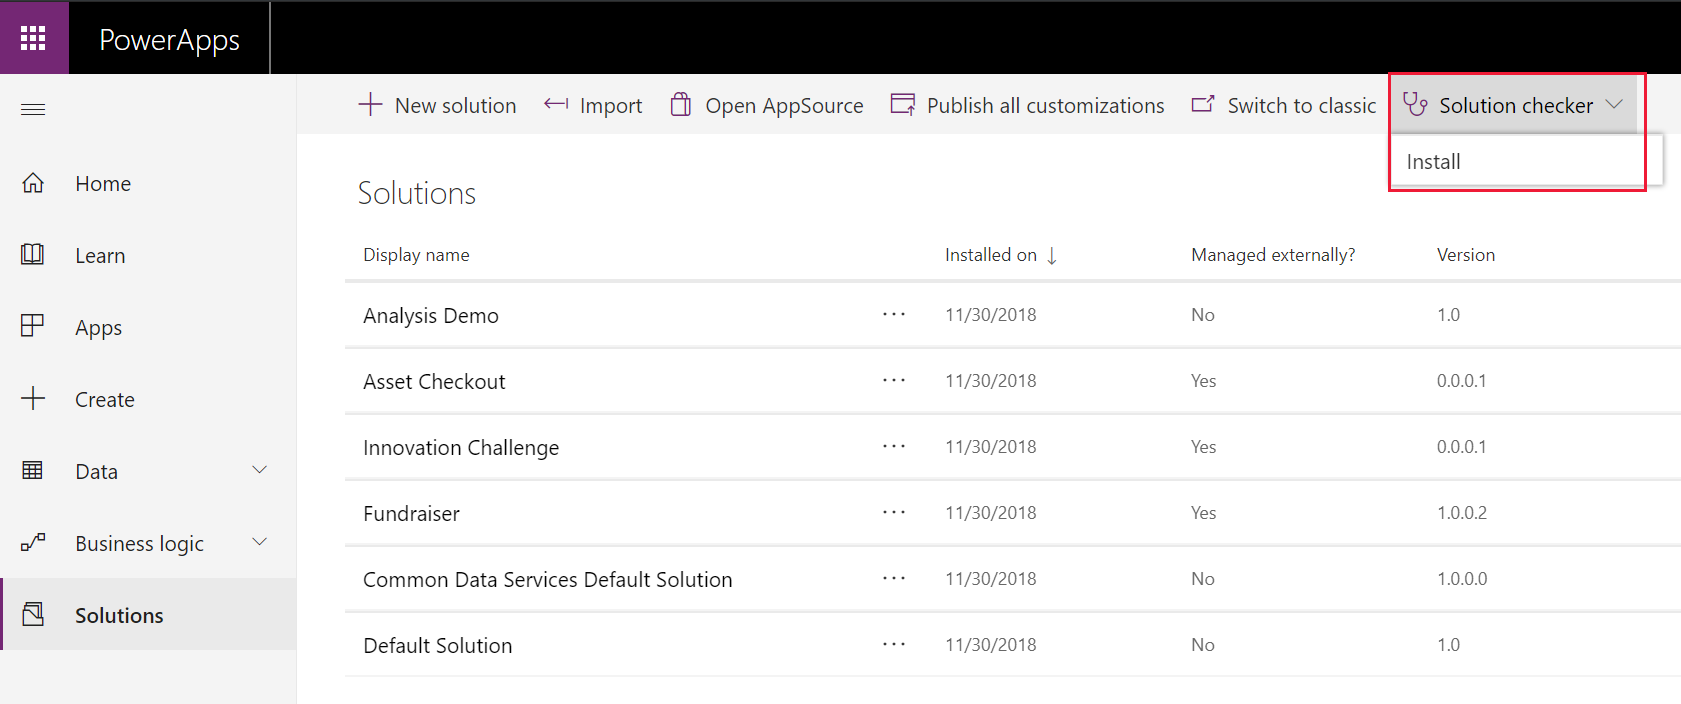 PowerApps
New solution Import Open AppSource Publish all customizations Switch to classic Solution checker
Install
Home
Learn
Apps
Create
Data
Business logic
Solutions
Solutions
Display name Installed on Managed externally? Version
Analysis Demo ... 11/30/2018 No 1.0
Asset Checkout ... 11/30/2018 Yes 0.0.0.1
Innovation Challenge ... 11/30/2018 Yes 0.0.0.1
Fundraiser ... 11/30/2018 Yes 1.0.0.2
Common Data Services Default Solution ... 11/30/2018 No 1.0.0.0
Default Solution ... 11/30/2018 No 1.0